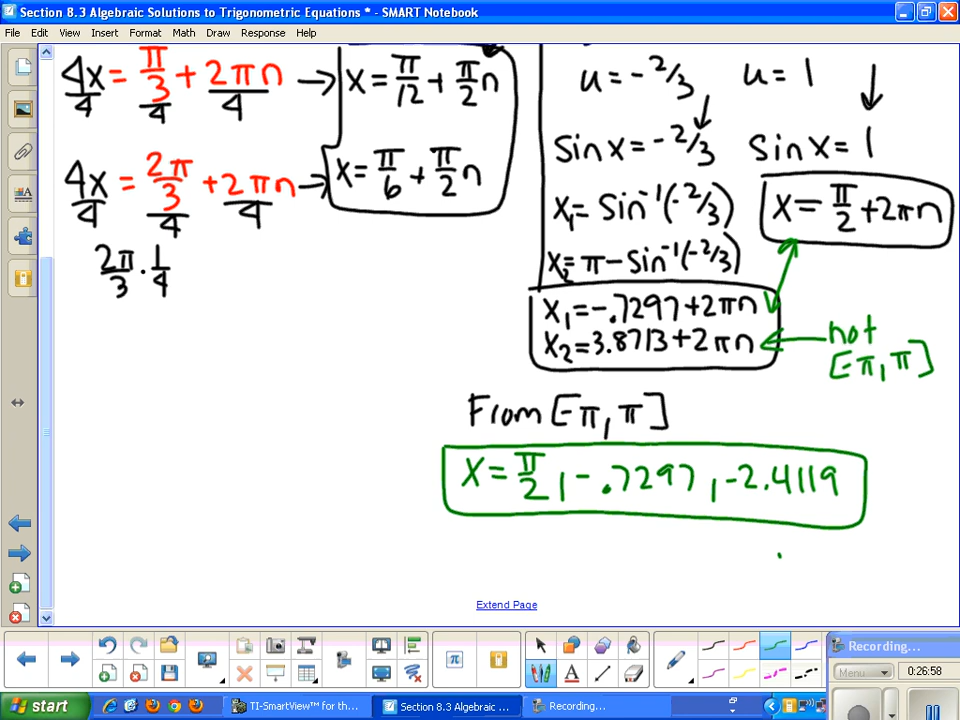 Section 8.3 Algebraic Solutions to Trigonometric Equations * - SMART Notebook
File Edit View Insert Format Math Draw Window Help
4x/4 = π/3/4 + 2πn/4 → x = π/12 + π/2 n
4x/4 = 2π/3/4 + 2πn/4 → x = π/6 + π/2 n
2π/3 · 1/4
u = -2/3 u = 1
sin x = -2/3 sin x = 1
x₁ = sin⁻¹(-2/3) x = π/2 + 2πn
x₂ = π - sin⁻¹(-2/3)
x₁ = -.7297 + 2πn
x₂ = 3.8713 + 2πn
not
[-π, π]
From [-π, π]
x = π/2, -.7297, -2.4119
Extend Page
Recording...
Menu
0:26:58
start
TI-SmartView™ for th...
Section 8.3 Algebraic ...
Recording...